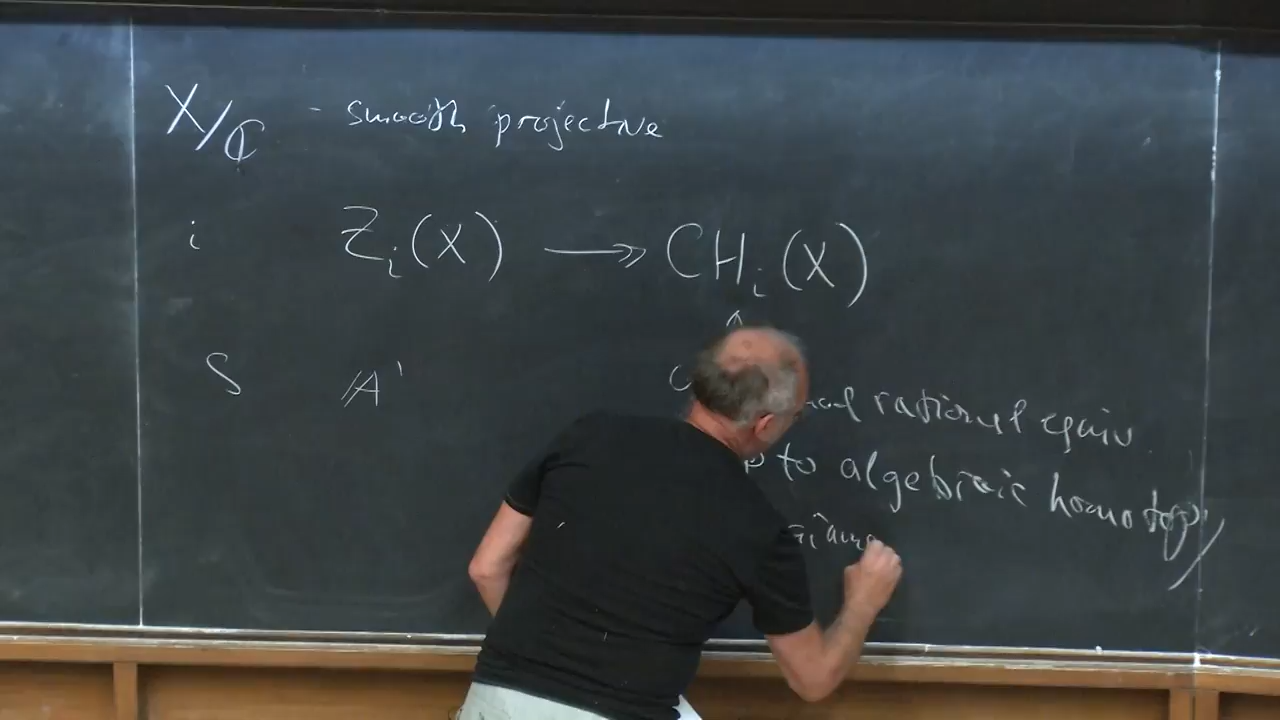 X/ℂ - smooth projective
i Z_i(X) ↠ CH_i(X)
S 𝔸¹
rational equiv
to algebraic homotopy